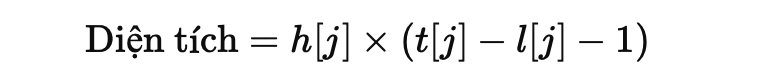 Diện tích = h[j] × (t[j] − l[j] − 1)